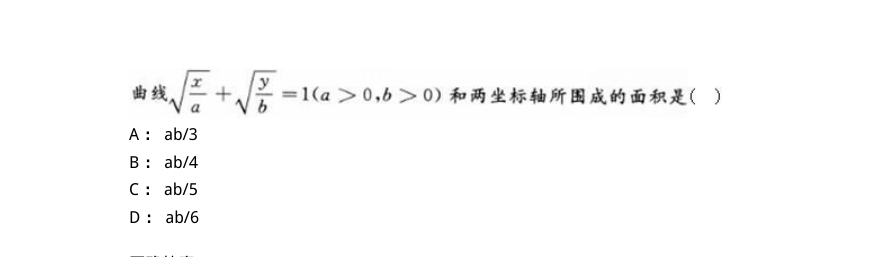 曲线√(x/a) + √(y/b) =1(a > 0,b > 0) 和两坐标轴所围成的面积是( )
A： ab/3
B： ab/4
C： ab/5
D： ab/6